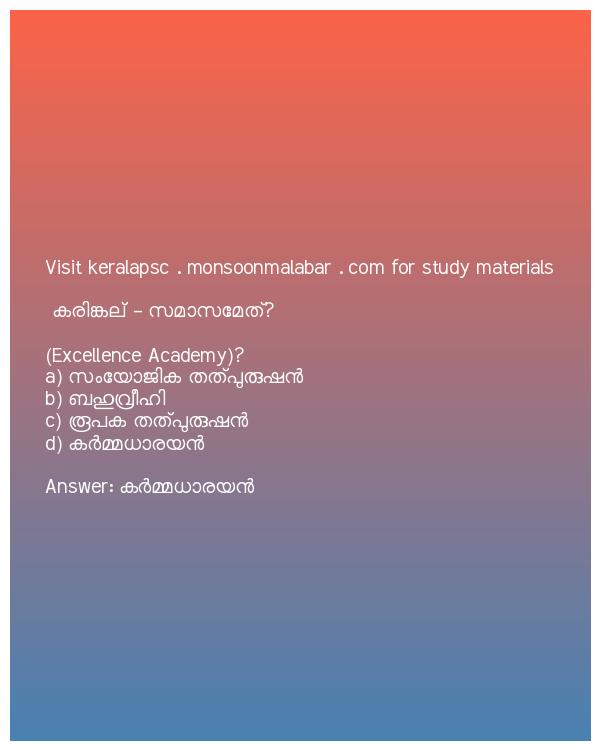 Visit keralapsc . monsoonmalabar . com for study materials
കരിങ്കല് – സമാസമേത്?
(Excellence Academy)?
a) സംയോജിക തത്പുരുഷൻ
b) ബഹുവ്രീഹി
c) രൂപക തത്പുരുഷൻ
d) കർമ്മധാരയൻ
Answer: കർമ്മധാരയൻ